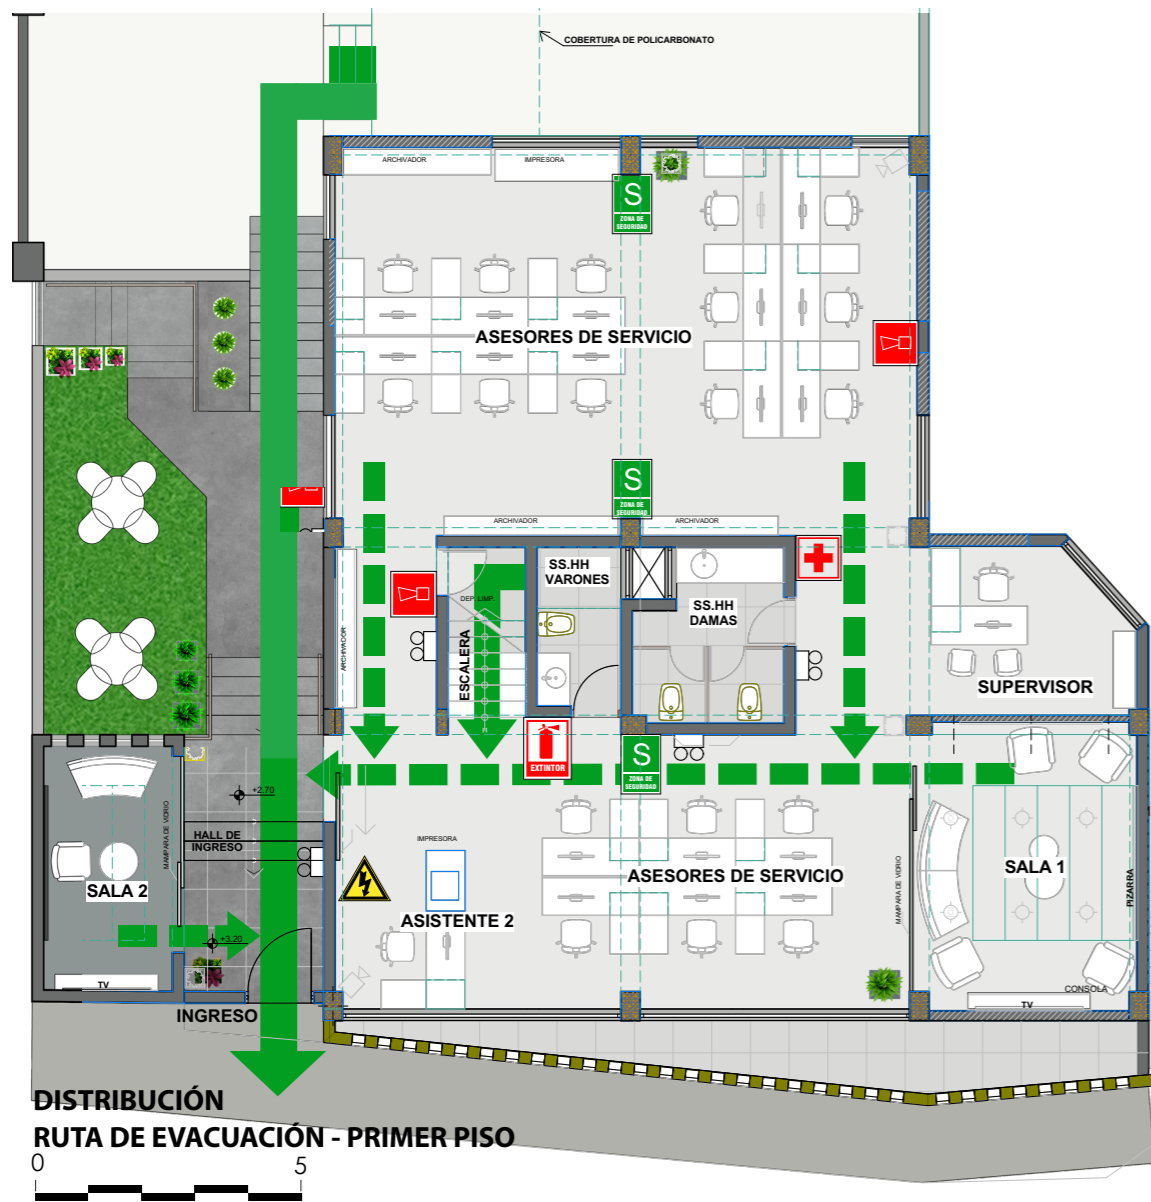 COBERTURA DE POLICARBONATO
ARCHIVADOR
IMPRESORA
S
ZONA DE
SEGURIDAD
ASESORES DE SERVICIO
S
ZONA DE
SEGURIDAD
ARCHIVADOR
ARCHIVADOR
SS.HH
VARONES
DEP. LIMP.
SS.HH
DAMAS
ARCHIVADOR
ESCALERA
SUPERVISOR
EXTINTOR
S
ZONA DE
SEGURIDAD
+2.70
HALL DE
INGRESO
MAMPARA DE VIDRIO
IMPRESORA
SALA 2
ASISTENTE 2
ASESORES DE SERVICIO
MAMPARA DE VIDRIO
SALA 1
PIZARRA
+3.20
TV
CONSOLA
TV
INGRESO
DISTRIBUCIÓN
RUTA DE EVACUACIÓN - PRIMER PISO
0 5